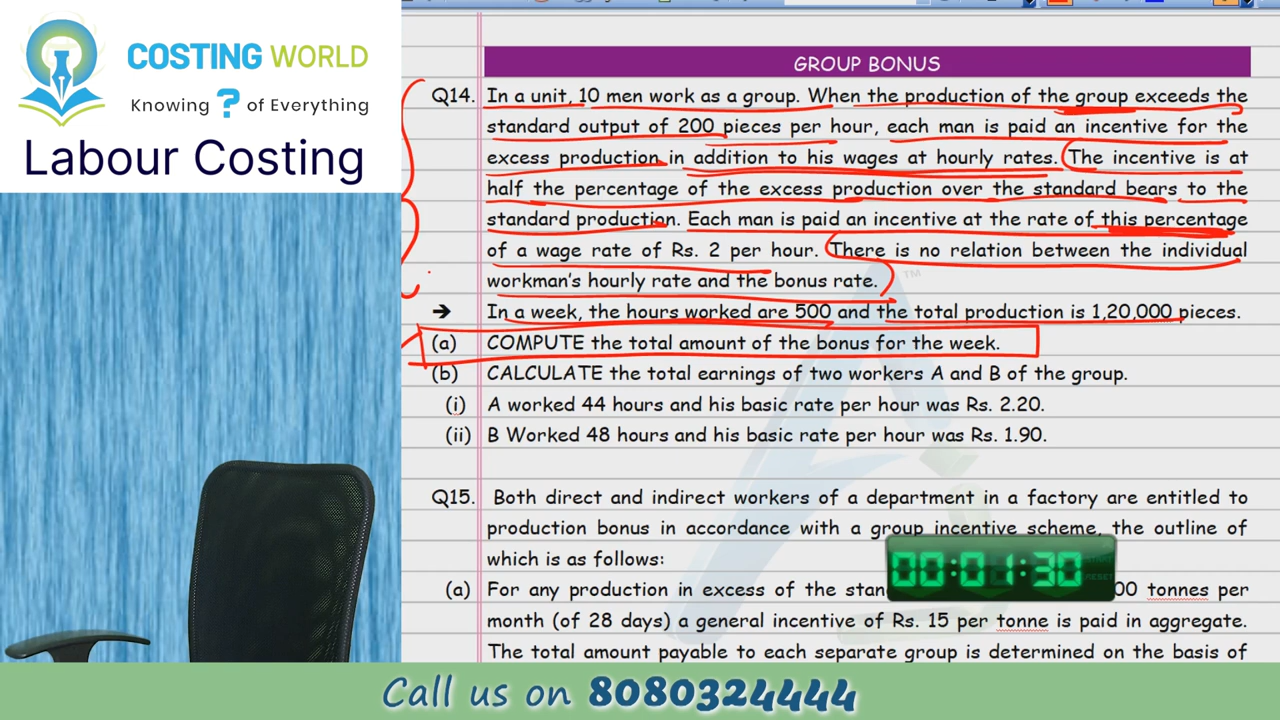 COSTING WORLD
Knowing ? of Everything
Labour Costing
GROUP BONUS
Q14. In a unit, 10 men work as a group. When the production of the group exceeds the
standard output of 200 pieces per hour, each man is paid an incentive for the
excess production in addition to his wages at hourly rates. The incentive is at
half the percentage of the excess production over the standard bears to the
standard production. Each man is paid an incentive at the rate of this percentage
of a wage rate of Rs. 2 per hour. There is no relation between the individual
workman's hourly rate and the bonus rate.
TM
➔ In a week, the hours worked are 500 and the total production is 1,20,000 pieces.
(a) COMPUTE the total amount of the bonus for the week.
(b) CALCULATE the total earnings of two workers A and B of the group.
(i) A worked 44 hours and his basic rate per hour was Rs. 2.20.
(ii) B Worked 48 hours and his basic rate per hour was Rs. 1.90.
Q15. Both direct and indirect workers of a department in a factory are entitled to
production bonus in accordance with a group incentive scheme, the outline of
which is as follows:
00:01:30
(a) For any production in excess of the stan 00 tonnes per
month (of 28 days) a general incentive of Rs. 15 per tonne is paid in aggregate.
The total amount payable to each separate group is determined on the basis of
Call us on 8080324444